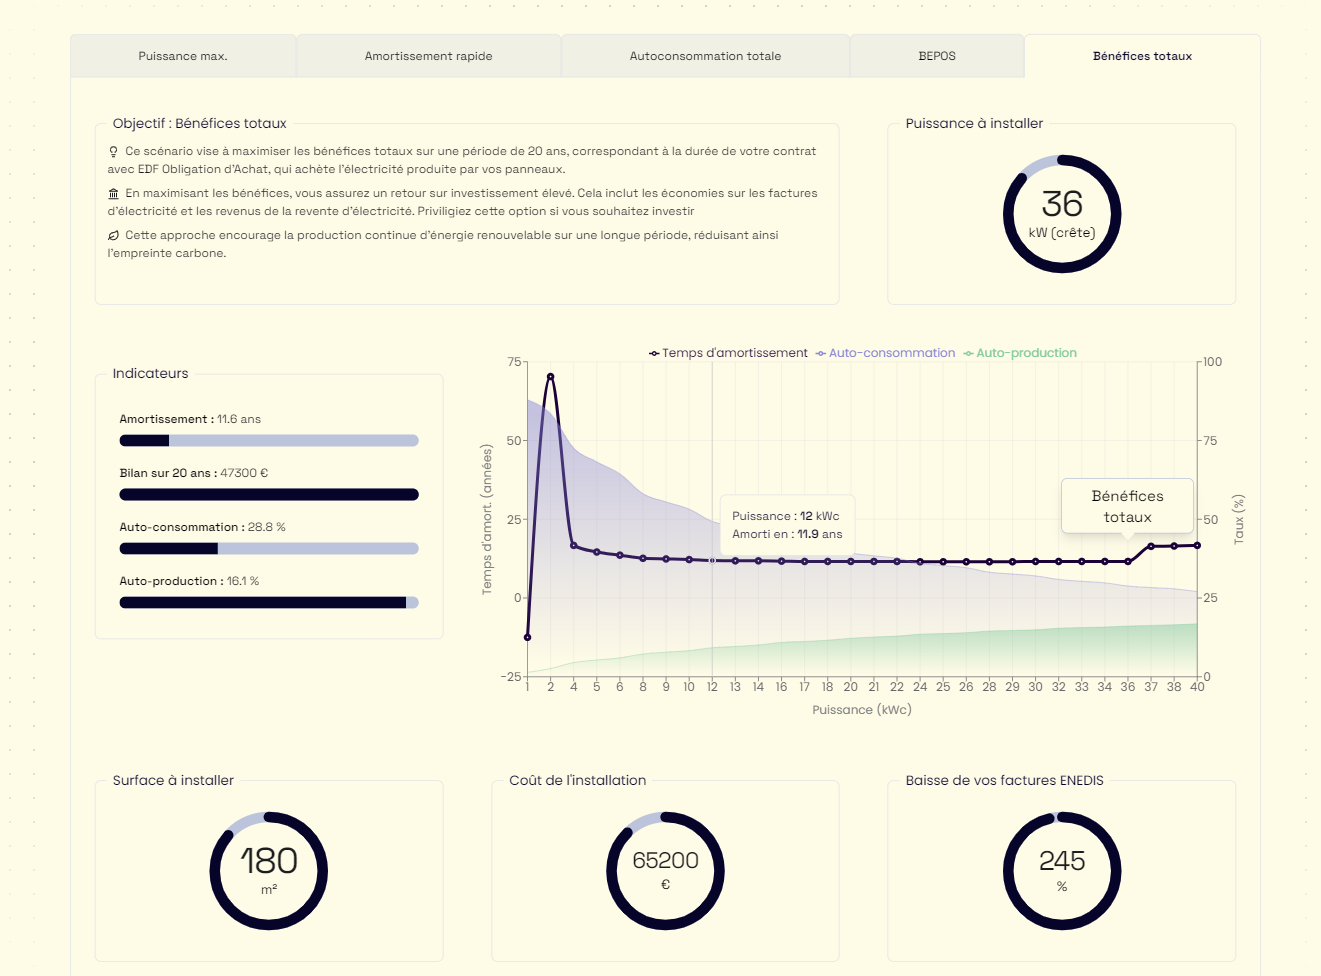 Puissance max.
Amortissement rapide
Autoconsommation totale
BEPOS
Bénéfices totaux
Objectif : Bénéfices totaux
Ce scénario vise à maximiser les bénéfices totaux sur une période de 20 ans, correspondant à la durée de votre contrat
avec EDF Obligation d'Achat, qui achète l'électricité produite par vos panneaux.
En maximisant les bénéfices, vous assurez un retour sur investissement élevé. Cela inclut les économies sur les factures
d'électricité et les revenus de la revente d'électricité. Priviligiez cette option si vous souhaitez investir
Cette approche encourage la production continue d'énergie renouvelable sur une longue période, réduisant ainsi
l'empreinte carbone.
Puissance à installer
36
kW (crête)
Indicateurs
Amortissement : 11.6 ans
Bilan sur 20 ans : 47300 €
Auto-consommation : 28.8 %
Auto-production : 16.1 %
Temps d'amortissement Auto-consommation Auto-production
Temps d'amort. (années)
75
50
25
0
-25
Puissance : 12 kWc
Amorti en : 11.9 ans
Bénéfices
totaux
100
75
50
25
0
Taux (%)
1 2 4 5 6 8 9 10 12 13 14 16 17 18 20 21 22 24 25 26 28 29 30 32 33 34 36 37 38 40
Puissance (kWc)
Surface à installer
180
m²
Coût de l'installation
65200
€
Baisse de vos factures ENEDIS
245
%